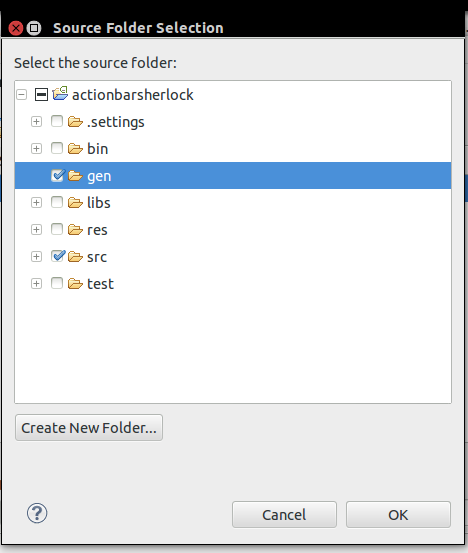 Source Folder Selection
Select the source folder:
actionbarsherlock
.settings
bin
gen
libs
res
src
test
Create New Folder...
Cancel
OK